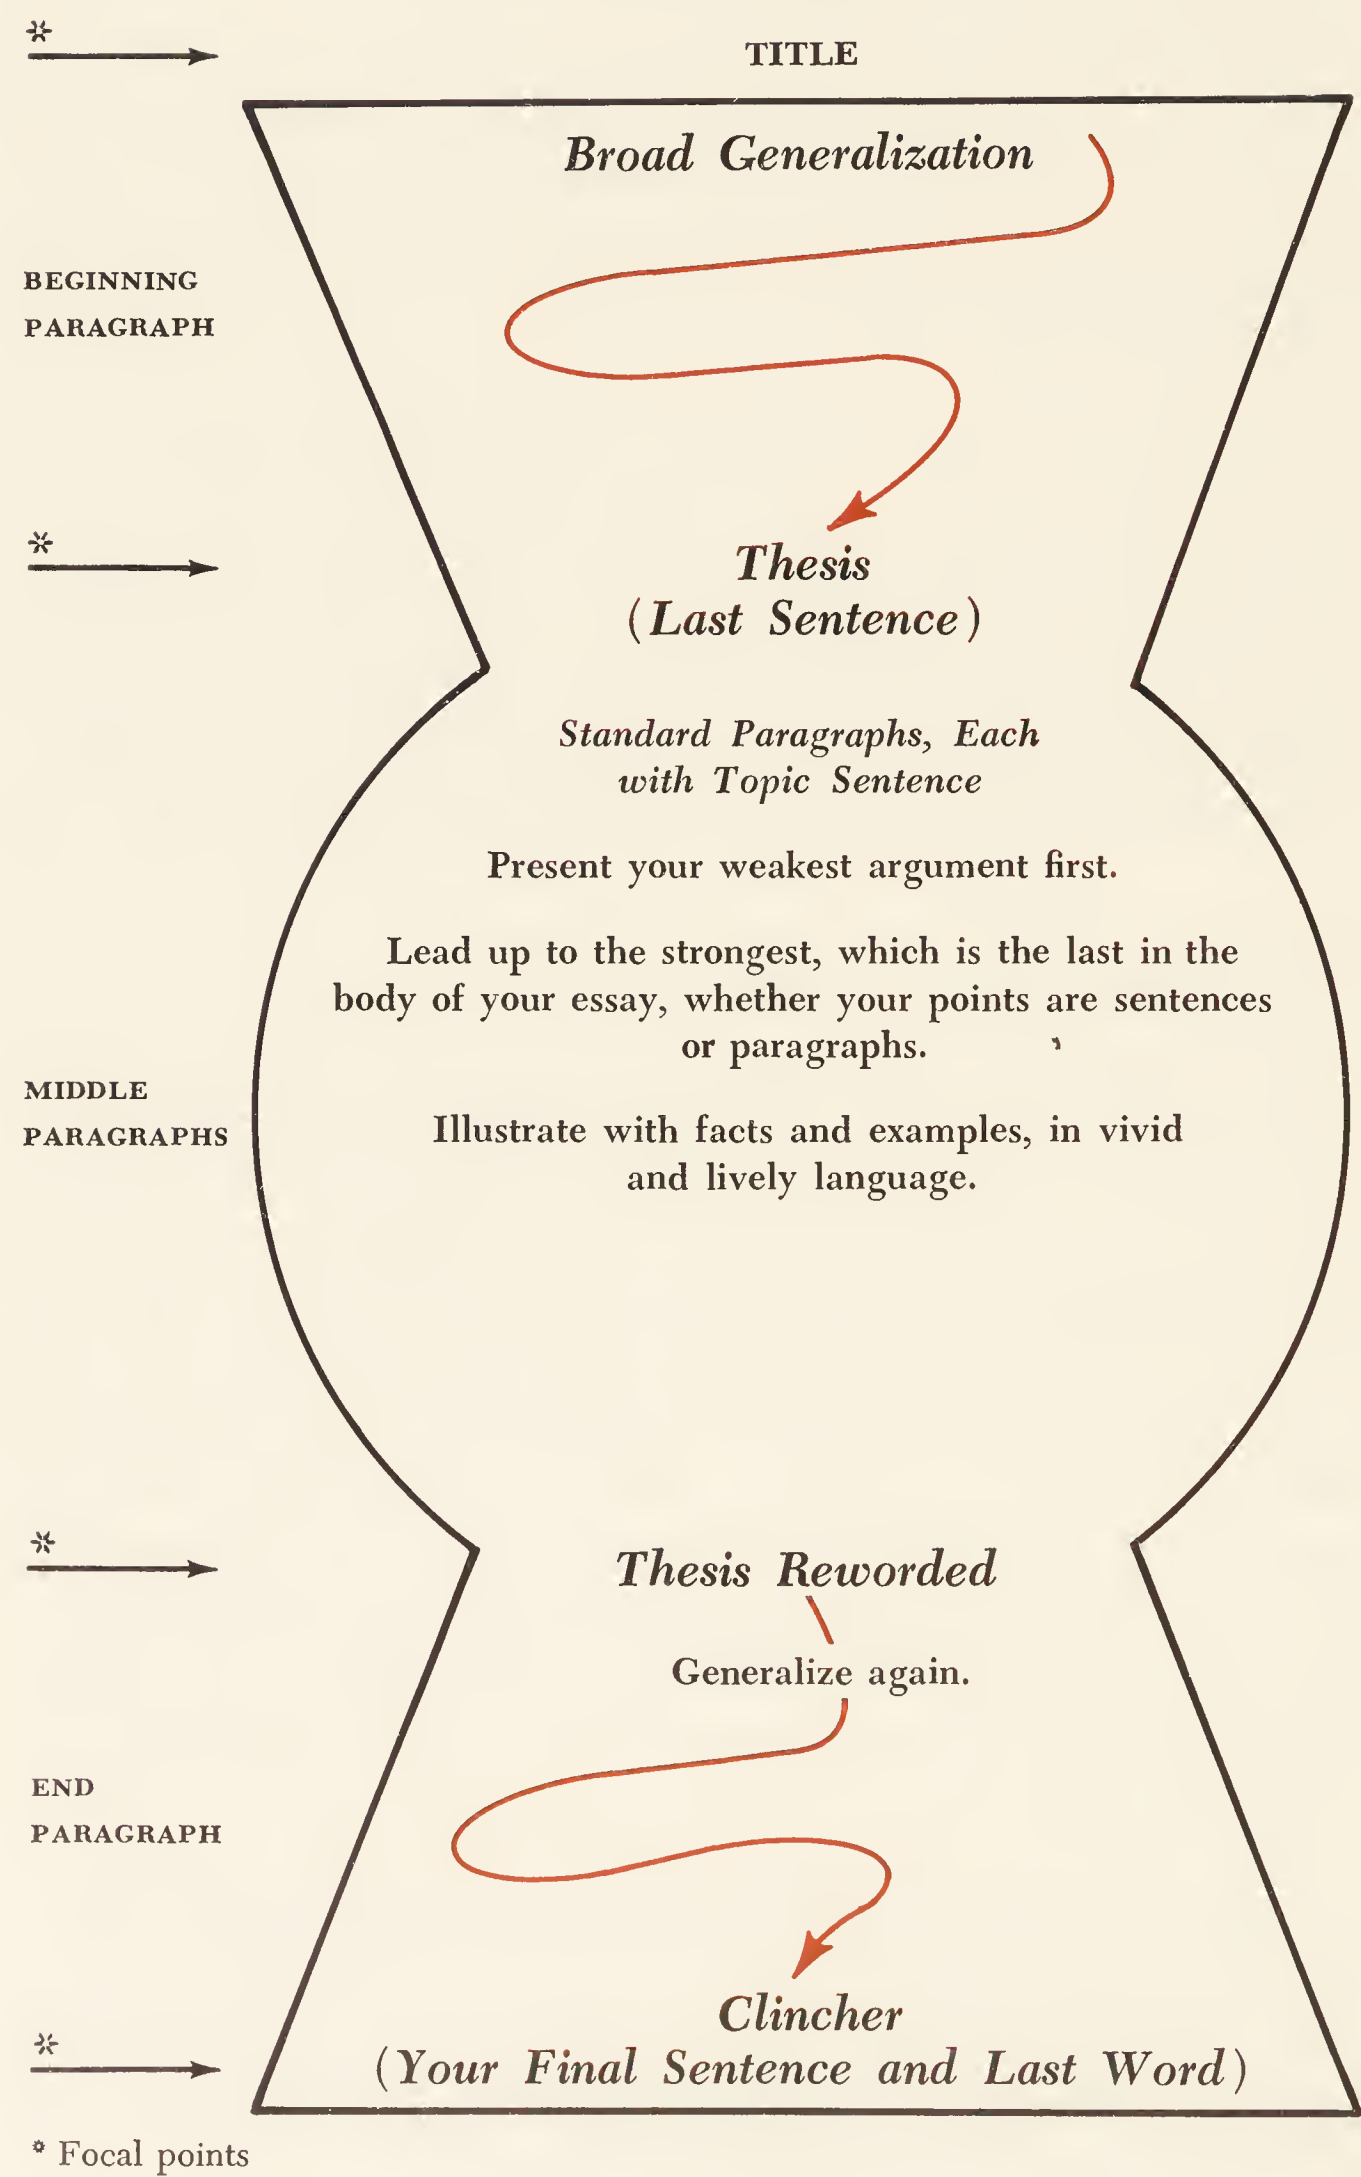 *
TITLE
Broad Generalization
BEGINNING
PARAGRAPH
*
Thesis
(Last Sentence)
Standard Paragraphs, Each
with Topic Sentence
Present your weakest argument first.
Lead up to the strongest, which is the last in the
body of your essay, whether your points are sentences
or paragraphs.
MIDDLE
PARAGRAPHS
Illustrate with facts and examples, in vivid
and lively language.
*
Thesis Reworded
Generalize again.
END
PARAGRAPH
Clincher
*
(Your Final Sentence and Last Word)
* Focal points